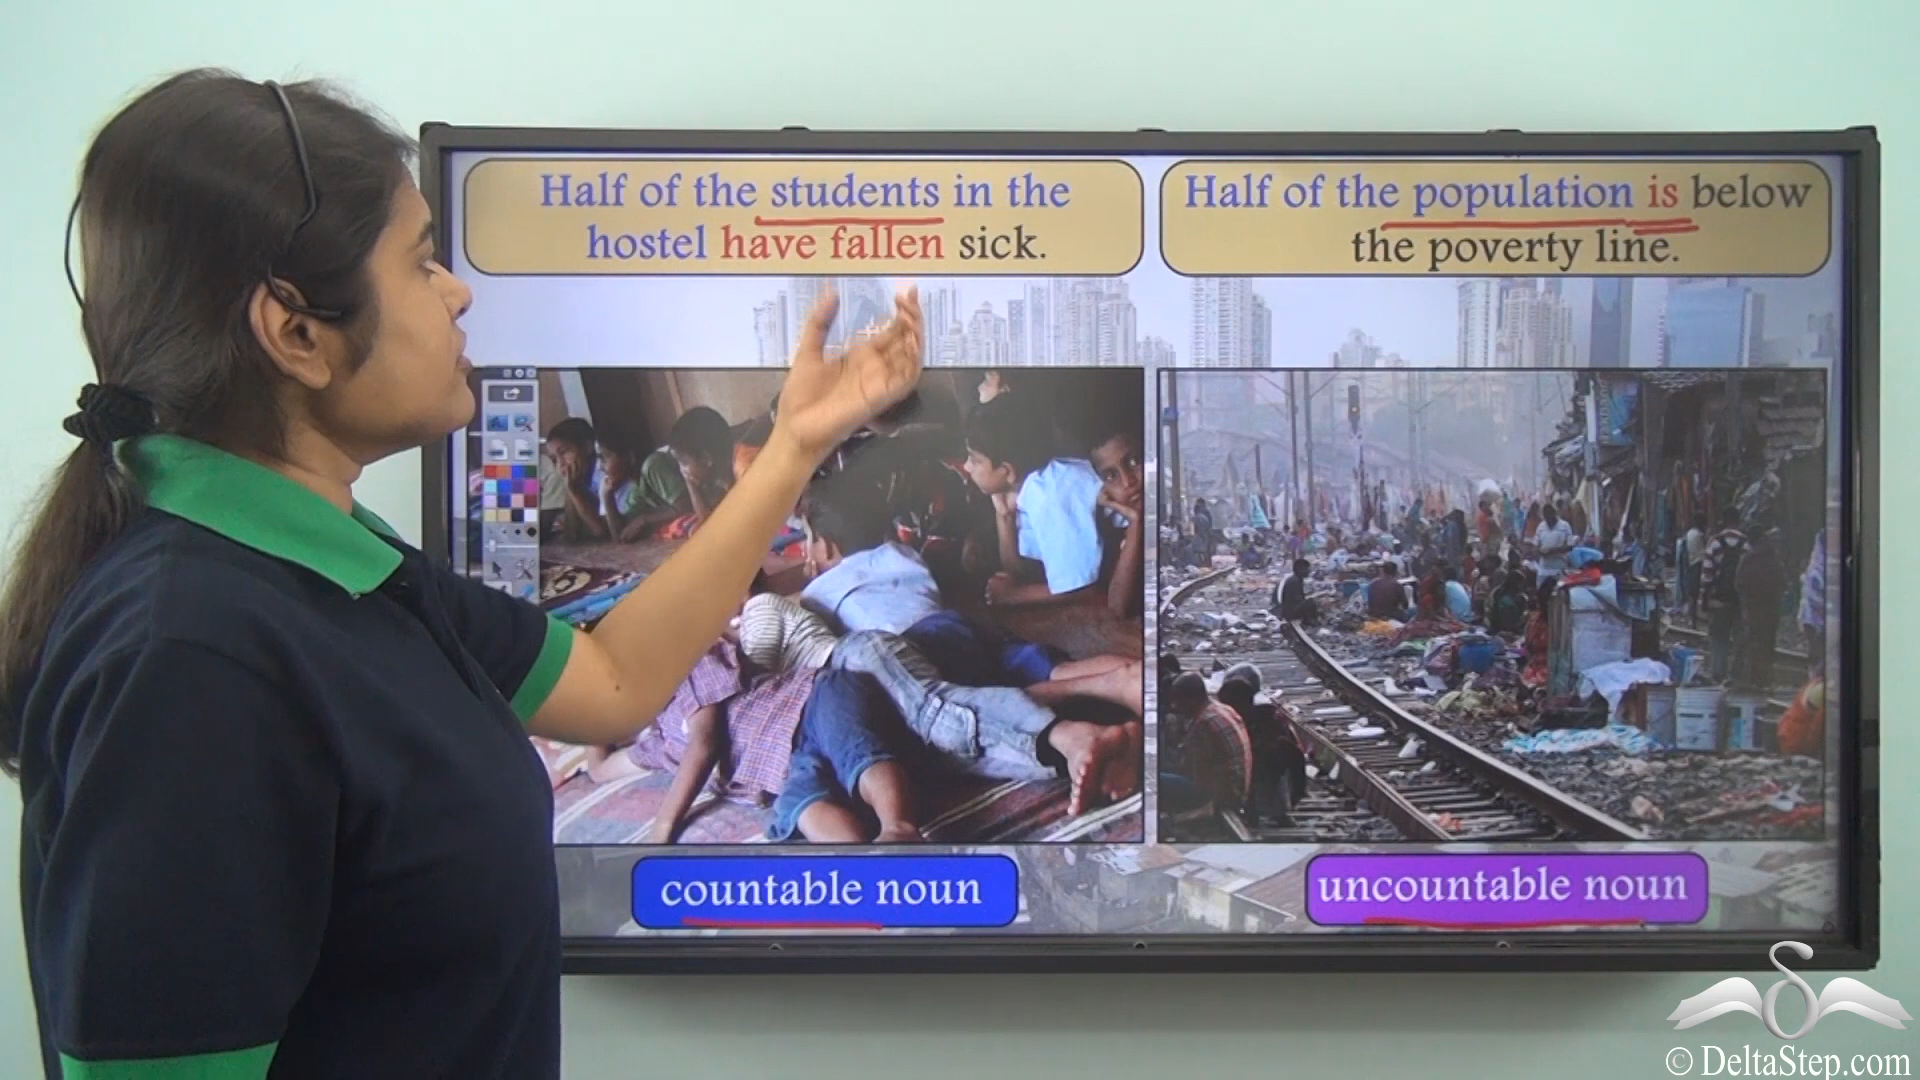 Half of the students in the
hostel have fallen sick.
Half of the population is below
the poverty line.
countable noun
uncountable noun
© DeltaStep.com